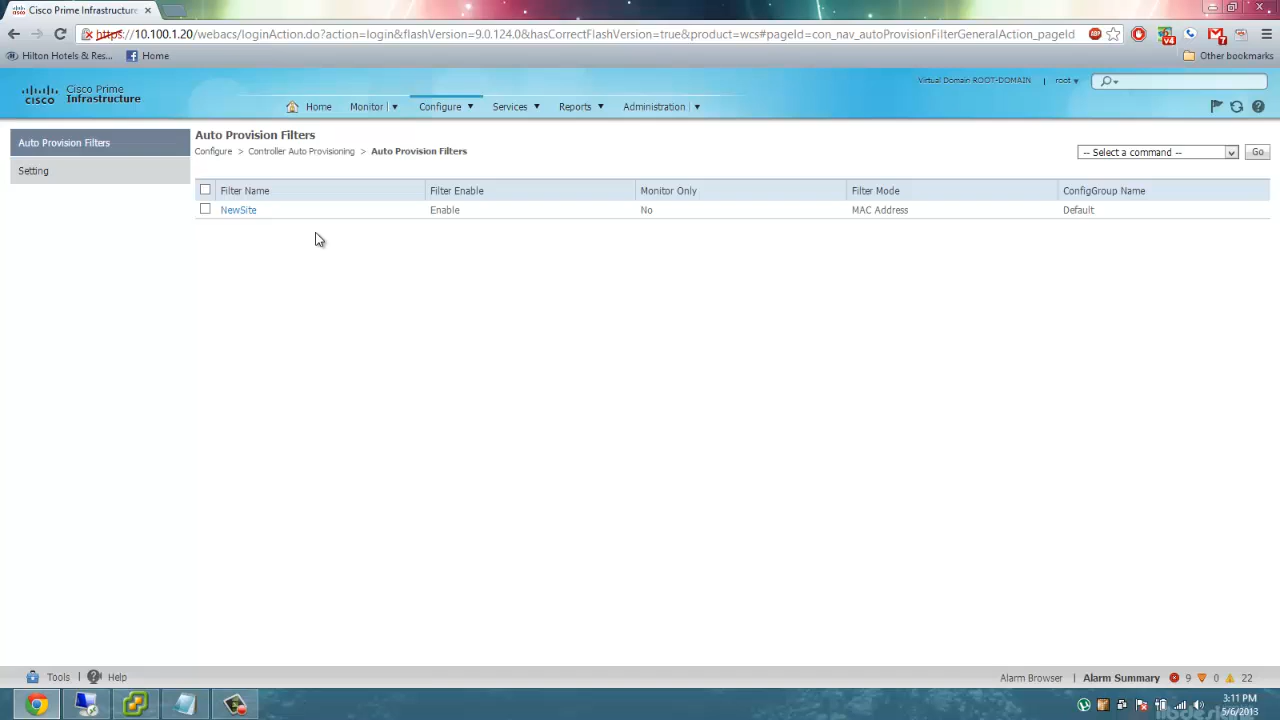 Cisco Prime Infrastructure
https://10.100.1.20/webacs/loginAction.do?action=login&flashVersion=9.0.124.0&hasCorrectFlashVersion=true&product=wcs#pageId=con_nav_autoProvisionFilterGeneralAction_pageId
Hilton Hotels & Res... Home Other bookmarks
Virtual Domain ROOT-DOMAIN root
CISCO Cisco Prime Infrastructure
Home Monitor Configure Services Reports Administration
Auto Provision Filters
Setting
Auto Provision Filters
Configure > Controller Auto Provisioning > Auto Provision Filters
-- Select a command -- Go
Filter Name Filter Enable Monitor Only Filter Mode ConfigGroup Name
NewSite Enable No MAC Address Default
Tools Help Alarm Browser Alarm Summary 9 0 22
3:11 PM
5/6/2013